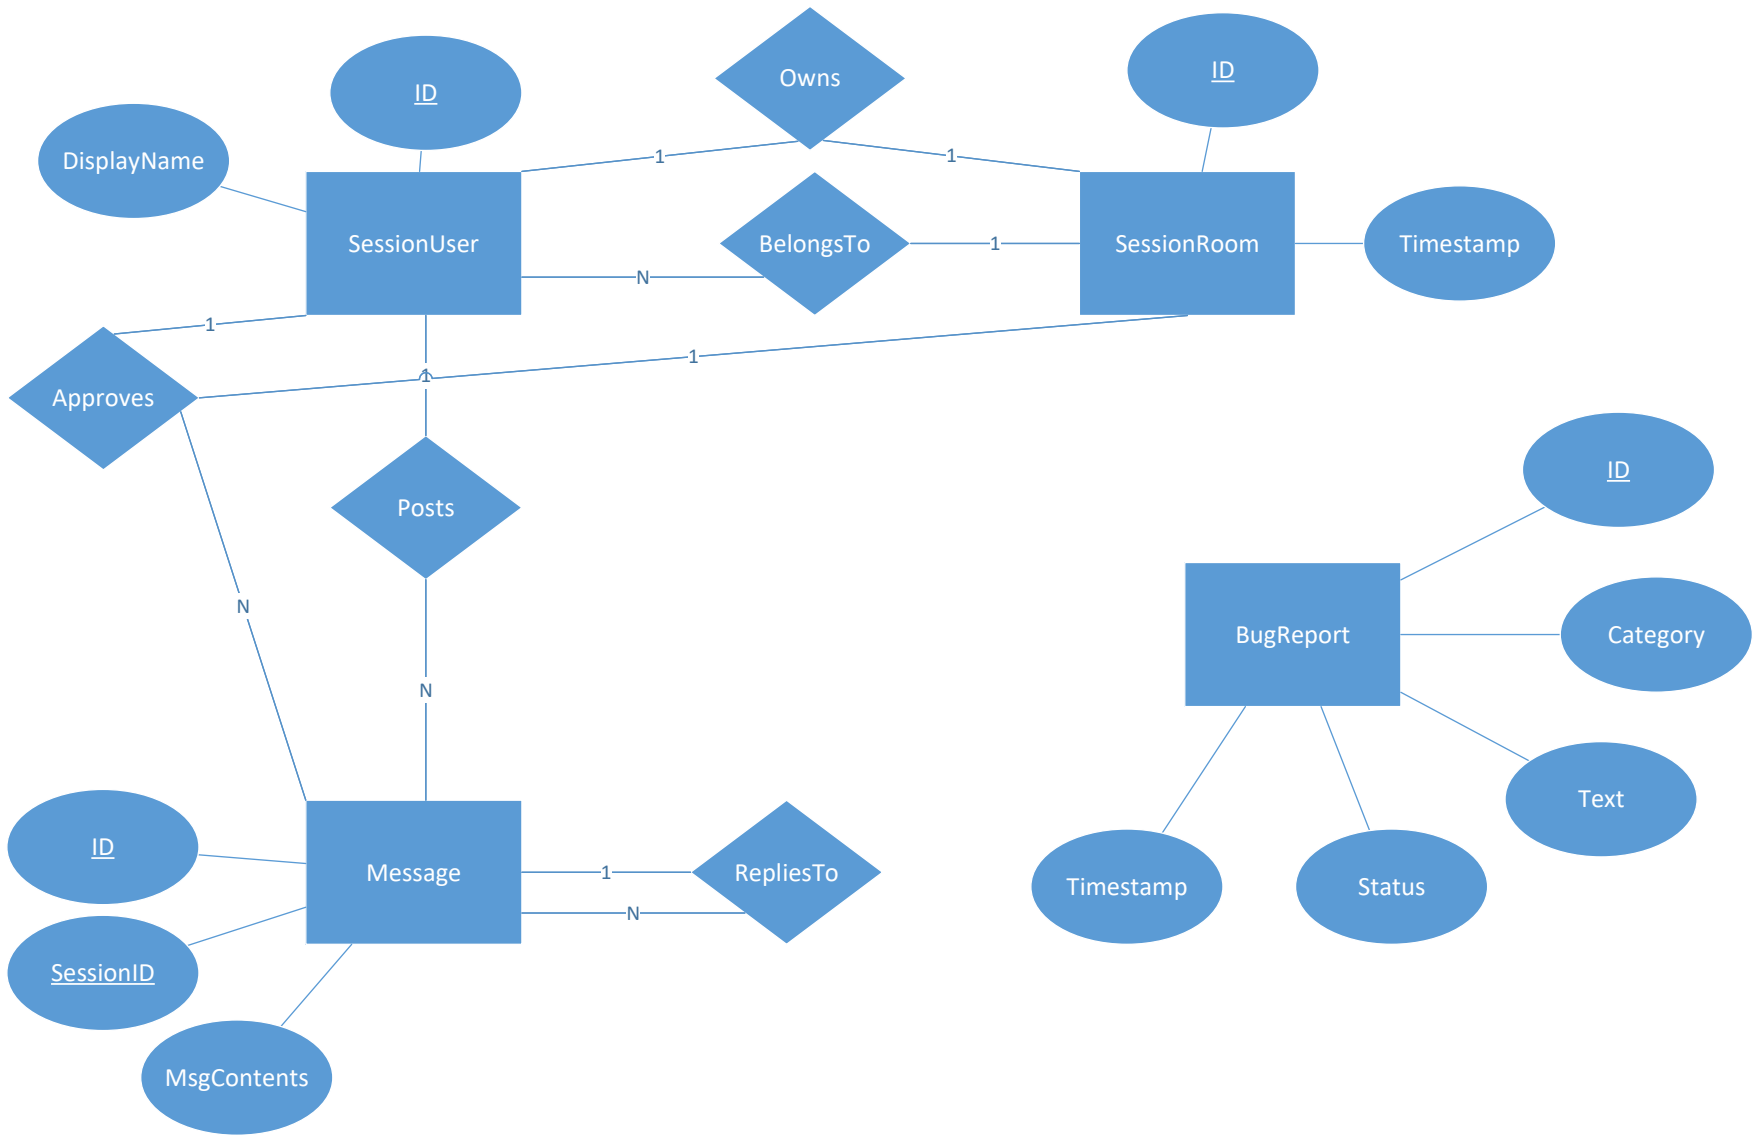 Owns
ID
ID
DisplayName
1
1
SessionUser
BelongsTo
1
SessionRoom
Timestamp
N
1
1
1
Approves
ID
Posts
N
BugReport
Category
N
Text
ID
Message
1
RepliesTo
Timestamp
Status
N
SessionID
MsgContents